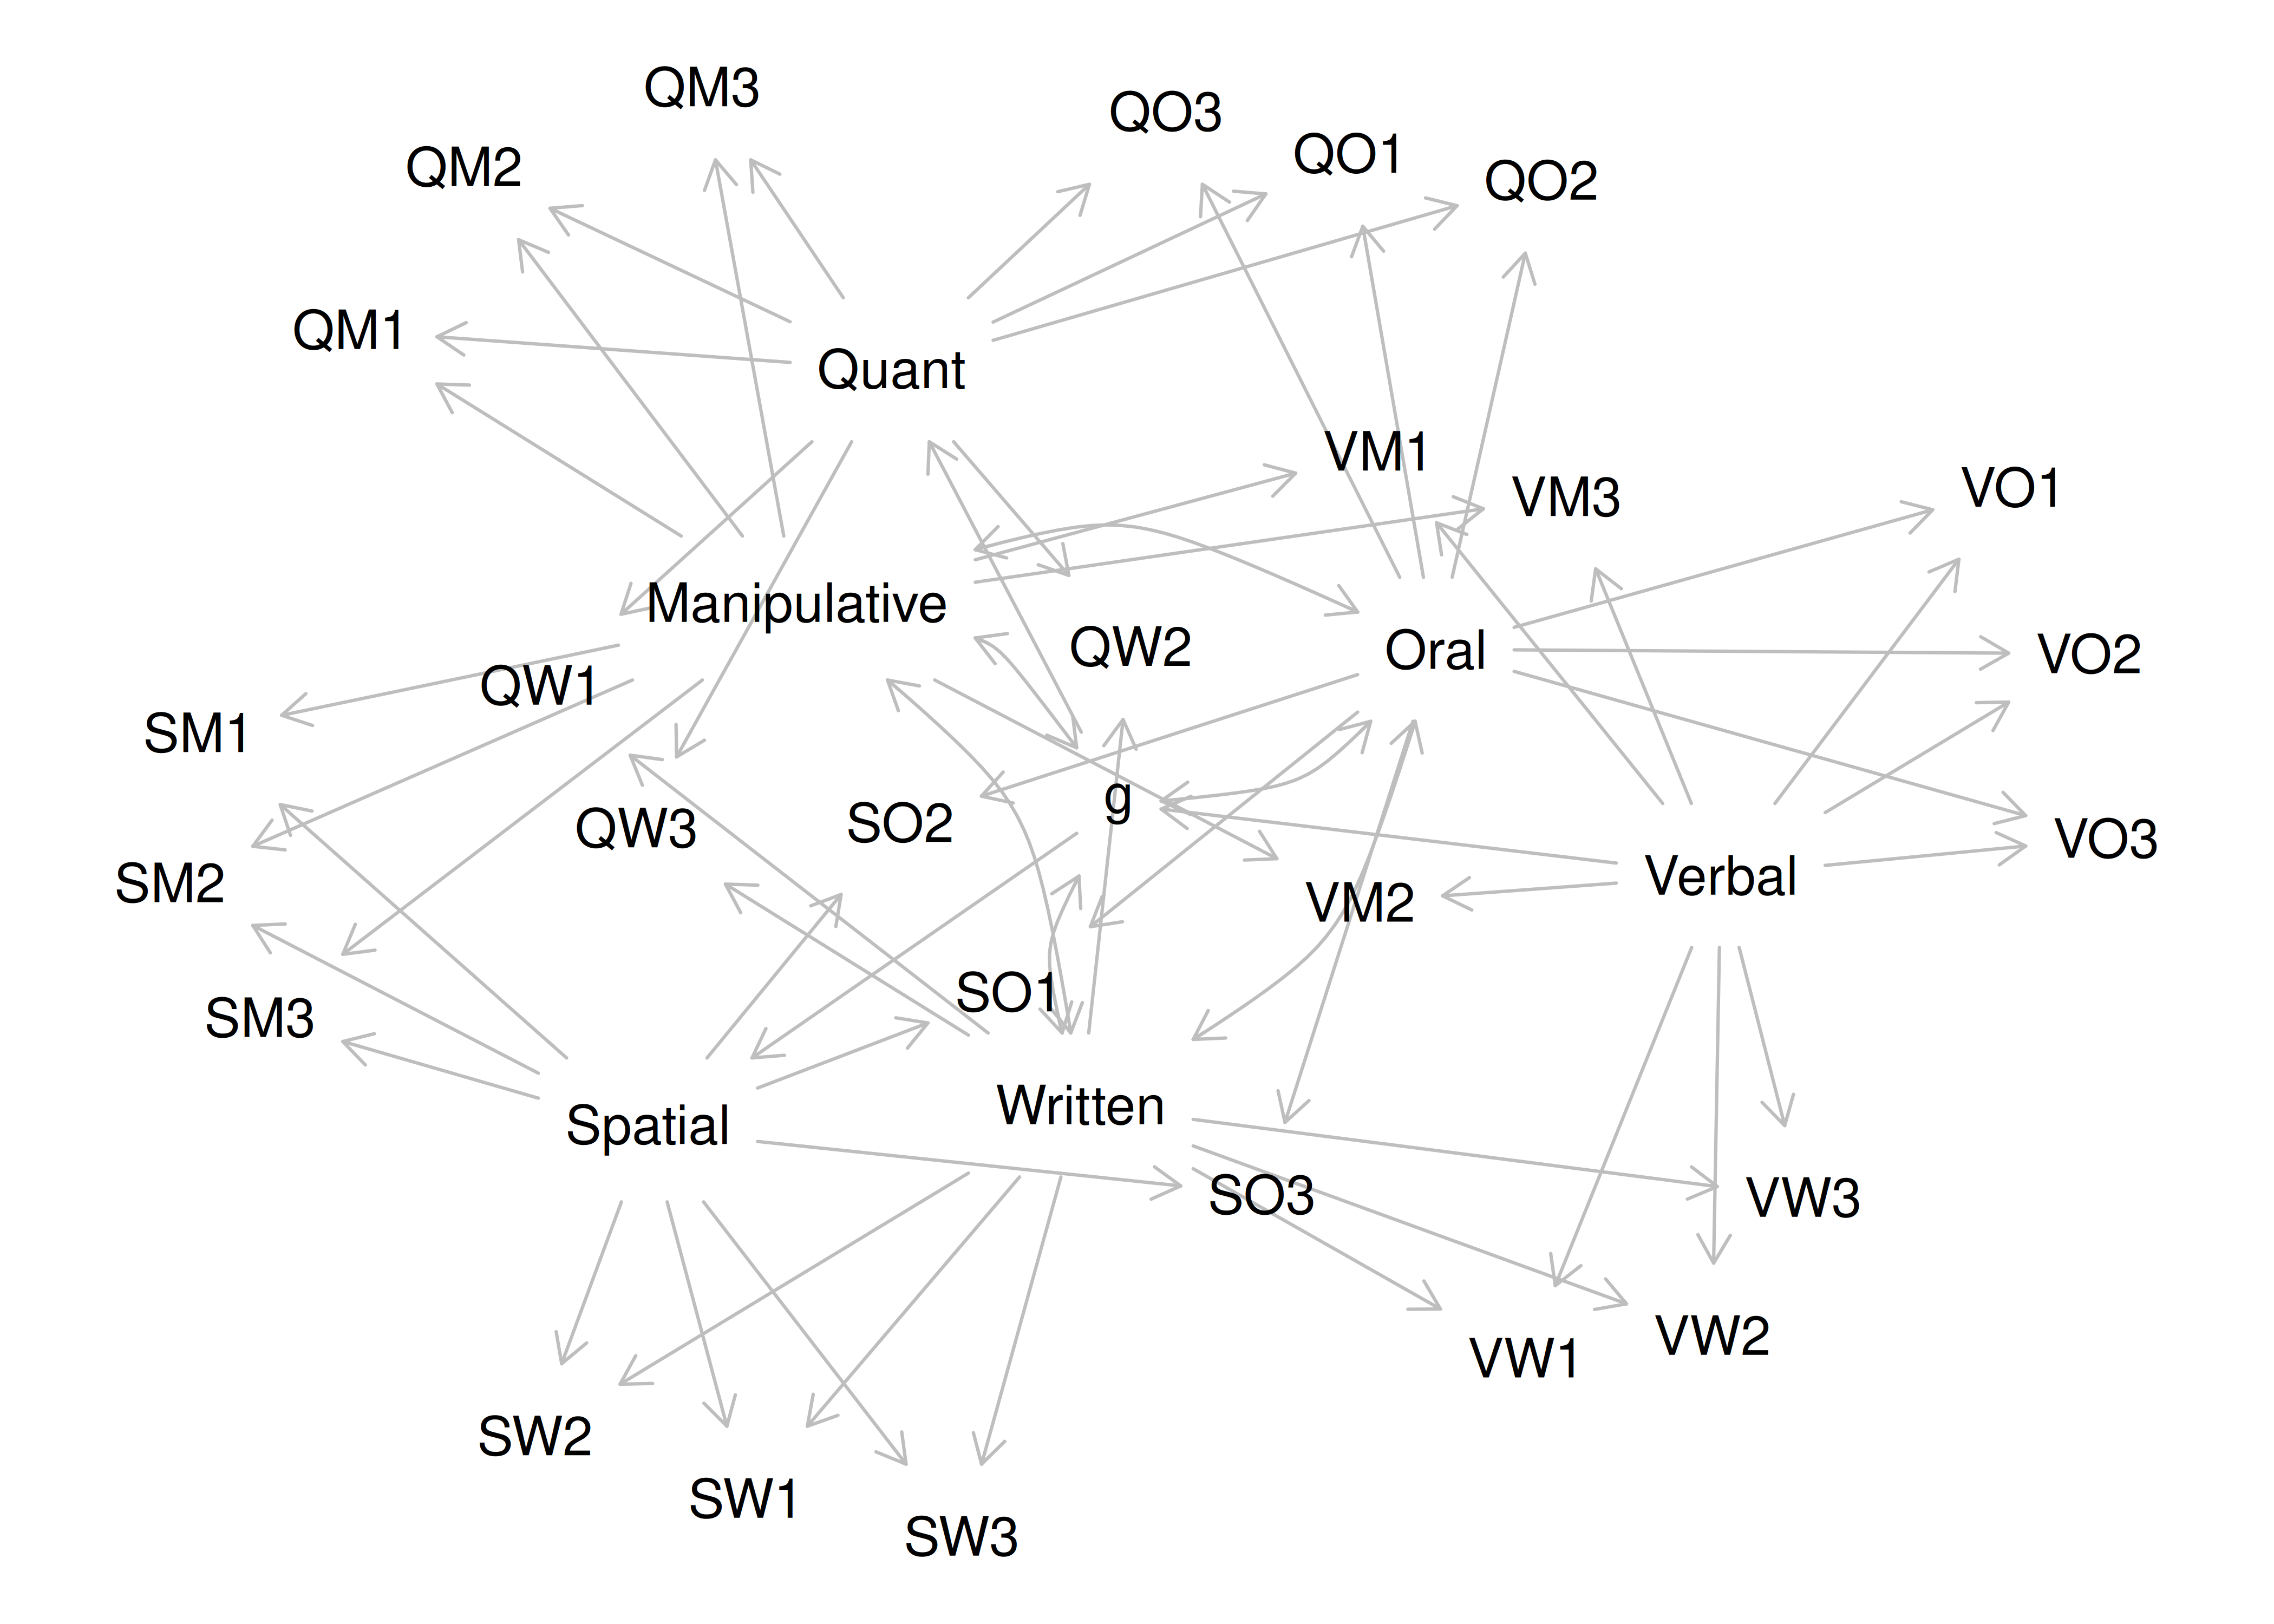 QM3
QO3
QO1
QM2
QO2
QM1
Quant
VM1
VO1
VM3
Manipulative
QW2
Oral
VO2
QW1
SM1
g
SO2
QW3
VO3
Verbal
SM2
VM2
SO1
SM3
Written
Spatial
SO3
VW3
VW2
VW1
SW2
SW1
SW3